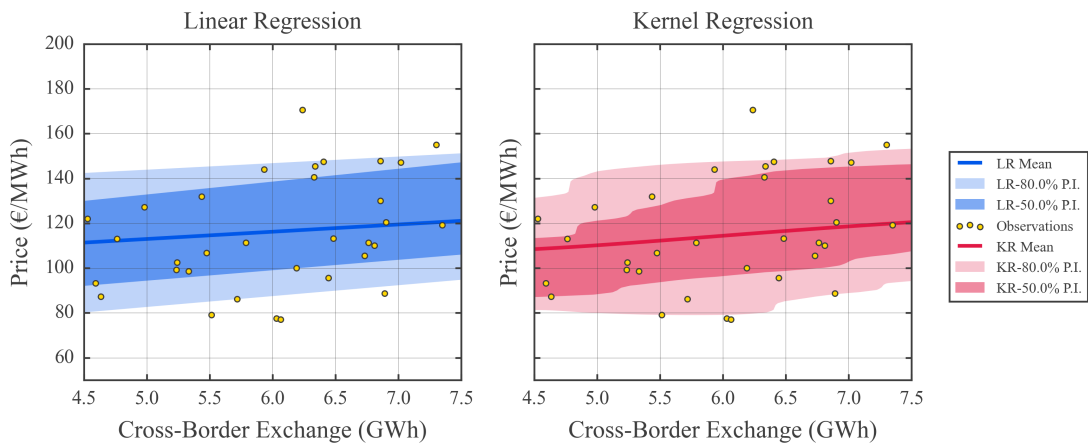 Linear Regression
Kernel Regression
200
180
160
140
120
100
80
60
Price (€/MWh)
4.5 5.0 5.5 6.0 6.5 7.0 7.5
Cross-Border Exchange (GWh)
Price (€/MWh)
4.5 5.0 5.5 6.0 6.5 7.0 7.5
Cross-Border Exchange (GWh)
LR Mean
LR-80.0% P.I.
LR-50.0% P.I.
Observations
KR Mean
KR-80.0% P.I.
KR-50.0% P.I.